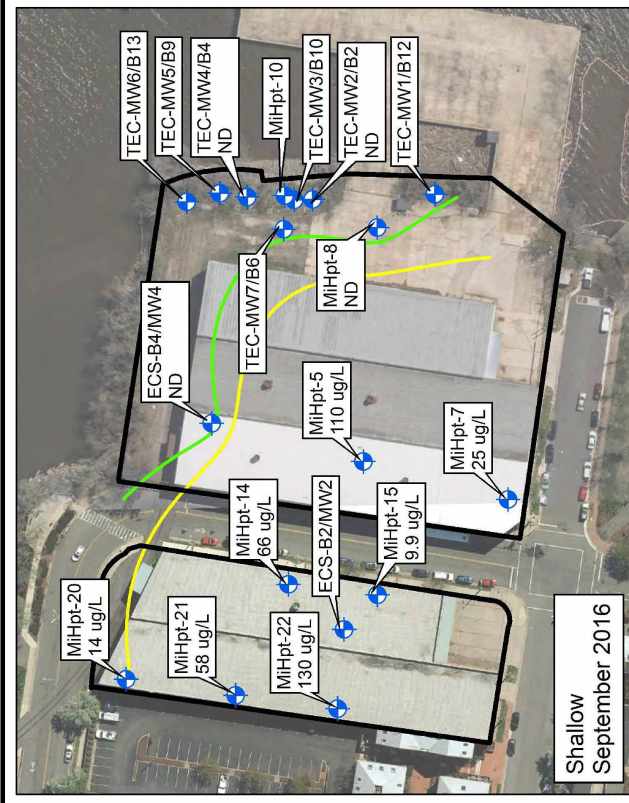 TEC-MW6/B13
TEC-MW5/B9
TEC-MW4/B4
ND
MiHpt-10
TEC-MW3/B10
TEC-MW2/B2
ND
TEC-MW1/B12
ECS-B4/MW4
ND
TEC-MW7/B6
MiHpt-8
ND
MiHpt-5
110 ug/L
MiHpt-7
25 ug/L
MiHpt-20
14 ug/L
MiHpt-14
66 ug/L
MiHpt-21
58 ug/L
ECS-B2/MW2
MiHpt-15
9.9 ug/L
MiHpt-22
130 ug/L
Shallow
September 2016